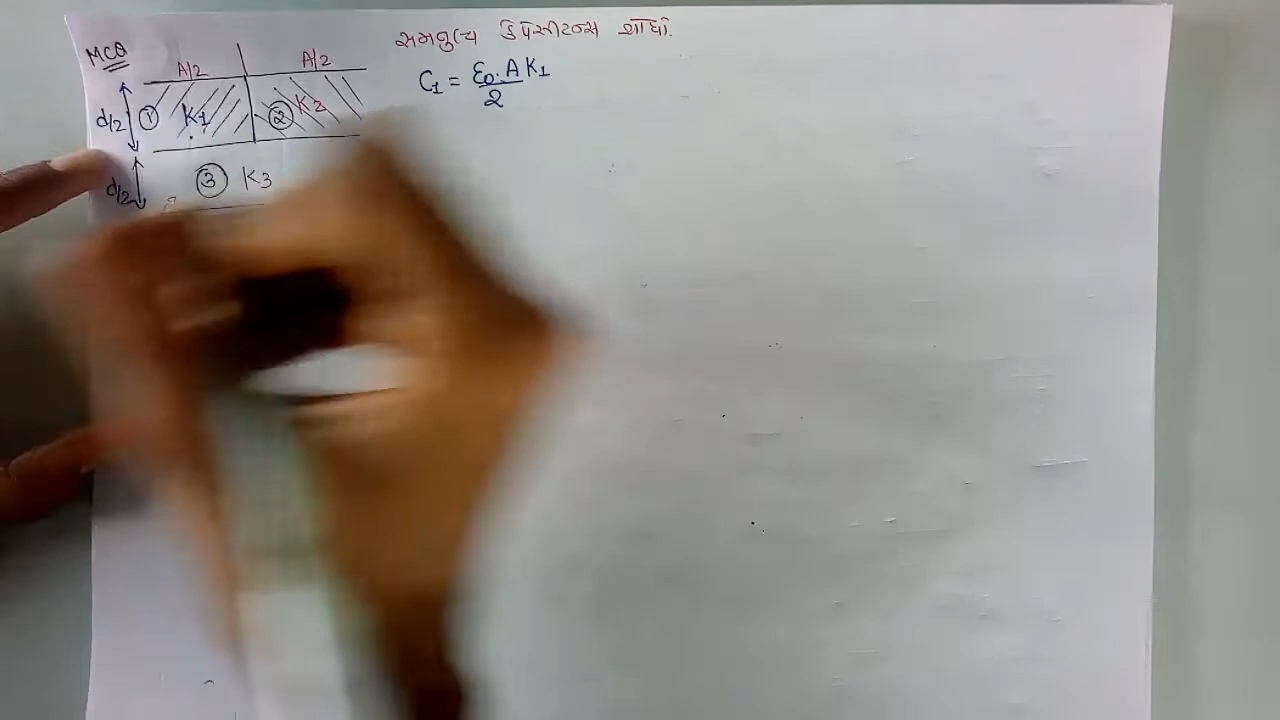 સમતુલ્ય કેપેસીટન્સ શોધો.
MCQ
A/2 A/2
C₁ = ε₀.A K₁
2
d/2 ① K₁ ② K₂
d/2 ③ K₃